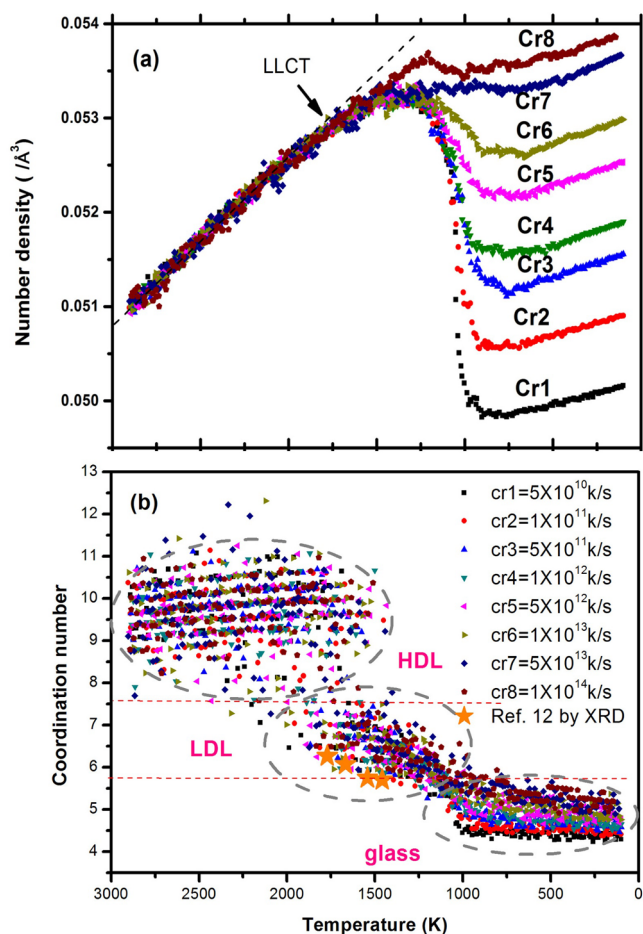 0.054
0.053
0.052
0.051
0.050
Number density ( /Å³)
(a)
LLCT
Cr8
Cr7
Cr6
Cr5
Cr4
Cr3
Cr2
Cr1
13
12
11
10
9
8
7
6
5
4
Coordination number
(b)
cr1=5X10¹⁰k/s
cr2=1X10¹¹k/s
cr3=5X10¹¹k/s
cr4=1X10¹²k/s
cr5=5X10¹²k/s
cr6=1X10¹³k/s
cr7=5X10¹³k/s
cr8=1X10¹⁴k/s
Ref. 12 by XRD
HDL
LDL
glass
3000 2500 2000 1500 1000 500 0
Temperature (K)